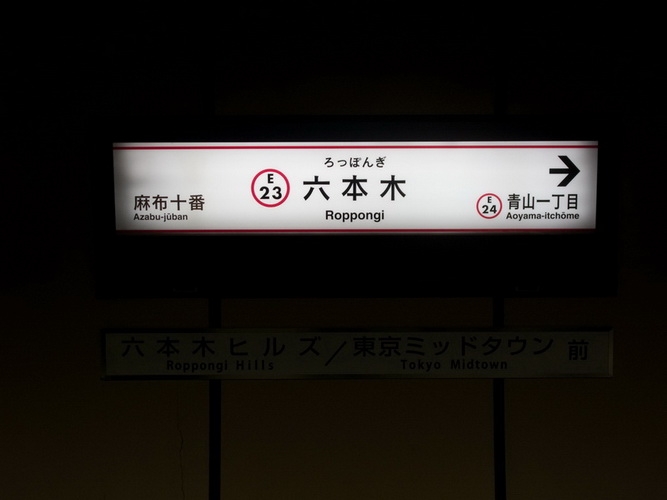 ろっぽんぎ
E 23 六本木
Roppongi
麻布十番
Azabu-jūban
E 24 青山一丁目
Aoyama-itchōme
六本木ヒルズ/東京ミッドタウン 前
Roppongi Hills Tokyo Midtown